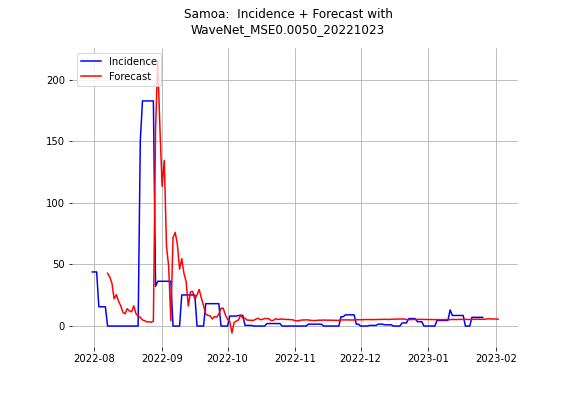 Samoa:  Incidence + Forecast with
WaveNet_MSE0.0050_20221023
Incidence
Forecast
200
150
100
50
0
2022-08 2022-09 2022-10 2022-11 2022-12 2023-01 2023-02